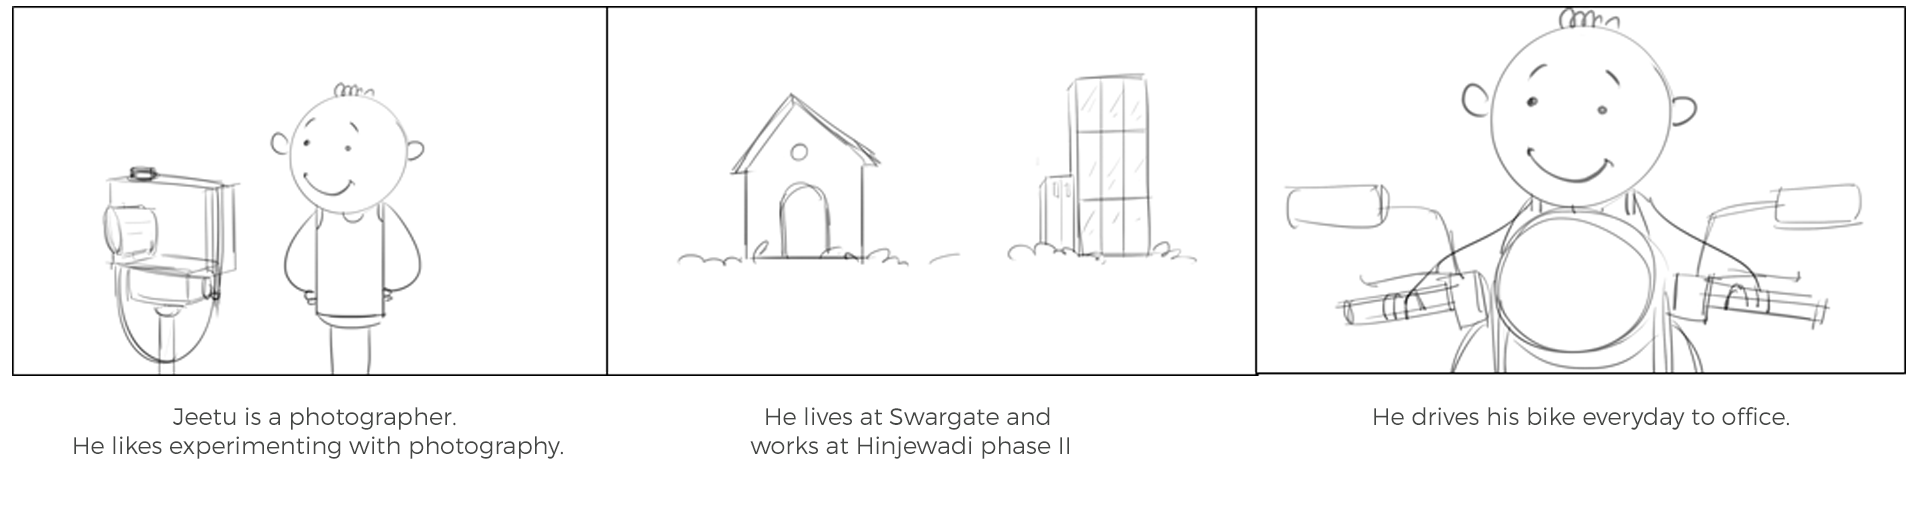 Jeetu is a photographer.
He likes experimenting with photography.
He lives at Swargate and
works at Hinjewadi phase II
He drives his bike everyday to office.